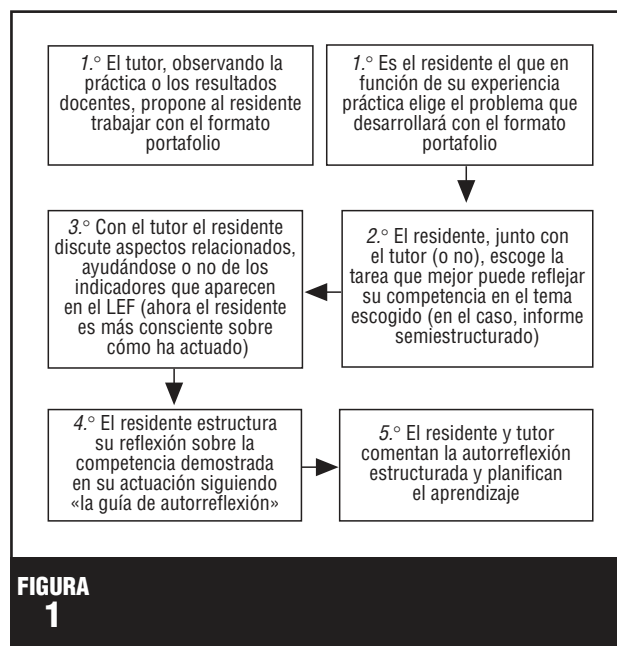 1.° El tutor, observando la
práctica o los resultados
docentes, propone al residente
trabajar con el formato
portafolio
1.° Es el residente el que en
función de su experiencia
práctica elige el problema que
desarrollará con el formato
portafolio
2.° El residente, junto con
el tutor (o no), escoge la
tarea que mejor puede reflejar
su competencia en el tema
escogido (en el caso, informe
semiestructurado)
3.° Con el tutor el residente
discute aspectos relacionados,
ayudándose o no de los
indicadores que aparecen
en el LEF (ahora el residente
es más consciente sobre
cómo ha actuado)
4.° El residente estructura
su reflexión sobre la
competencia demostrada
en su actuación siguiendo
«la guía de autorreflexión»
5.° El residente y tutor
comentan la autorreflexión
estructurada y planifican
el aprendizaje
FIGURA
1